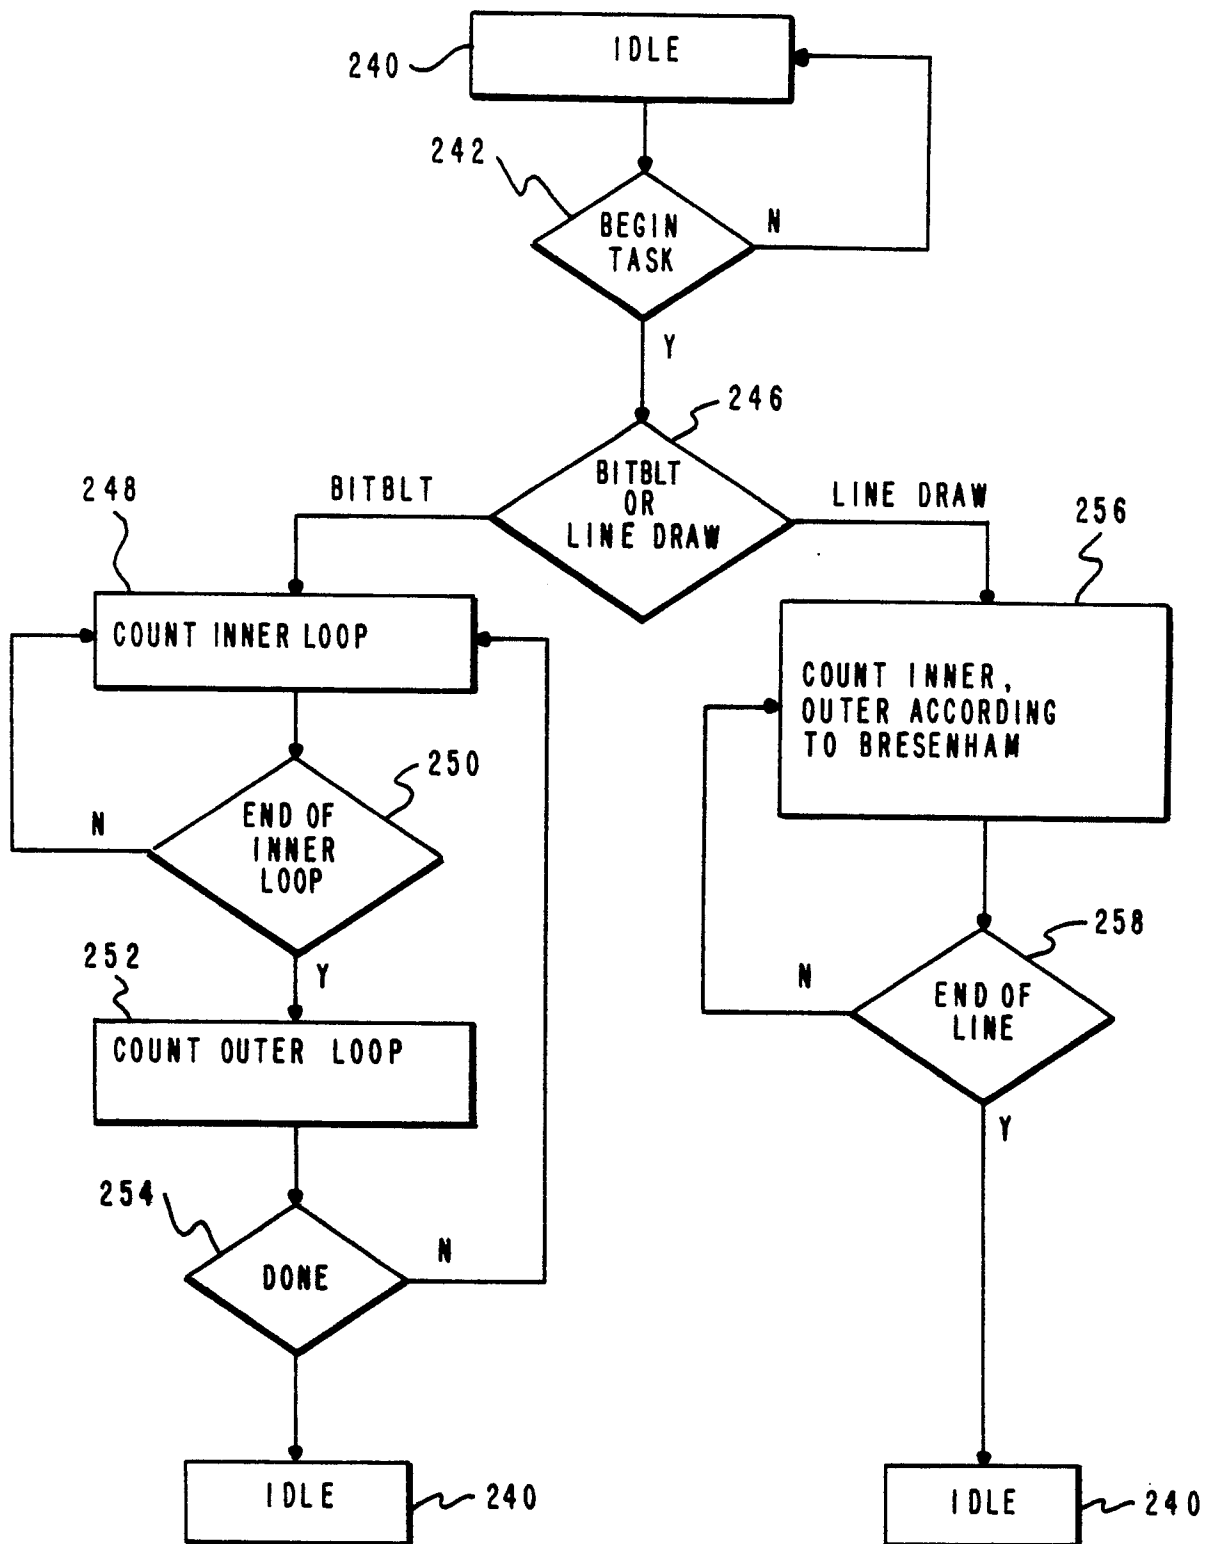 IDLE
240
242
BEGIN
TASK
N
Y
246
BITBLT
OR
LINE DRAW
BITBLT
LINE DRAW
248
COUNT INNER LOOP
256
COUNT INNER,
OUTER ACCORDING
TO BRESENHAM
250
END OF
INNER
LOOP
N
Y
252
COUNT OUTER LOOP
258
END OF
LINE
N
Y
254
DONE
N
IDLE
240
IDLE
240